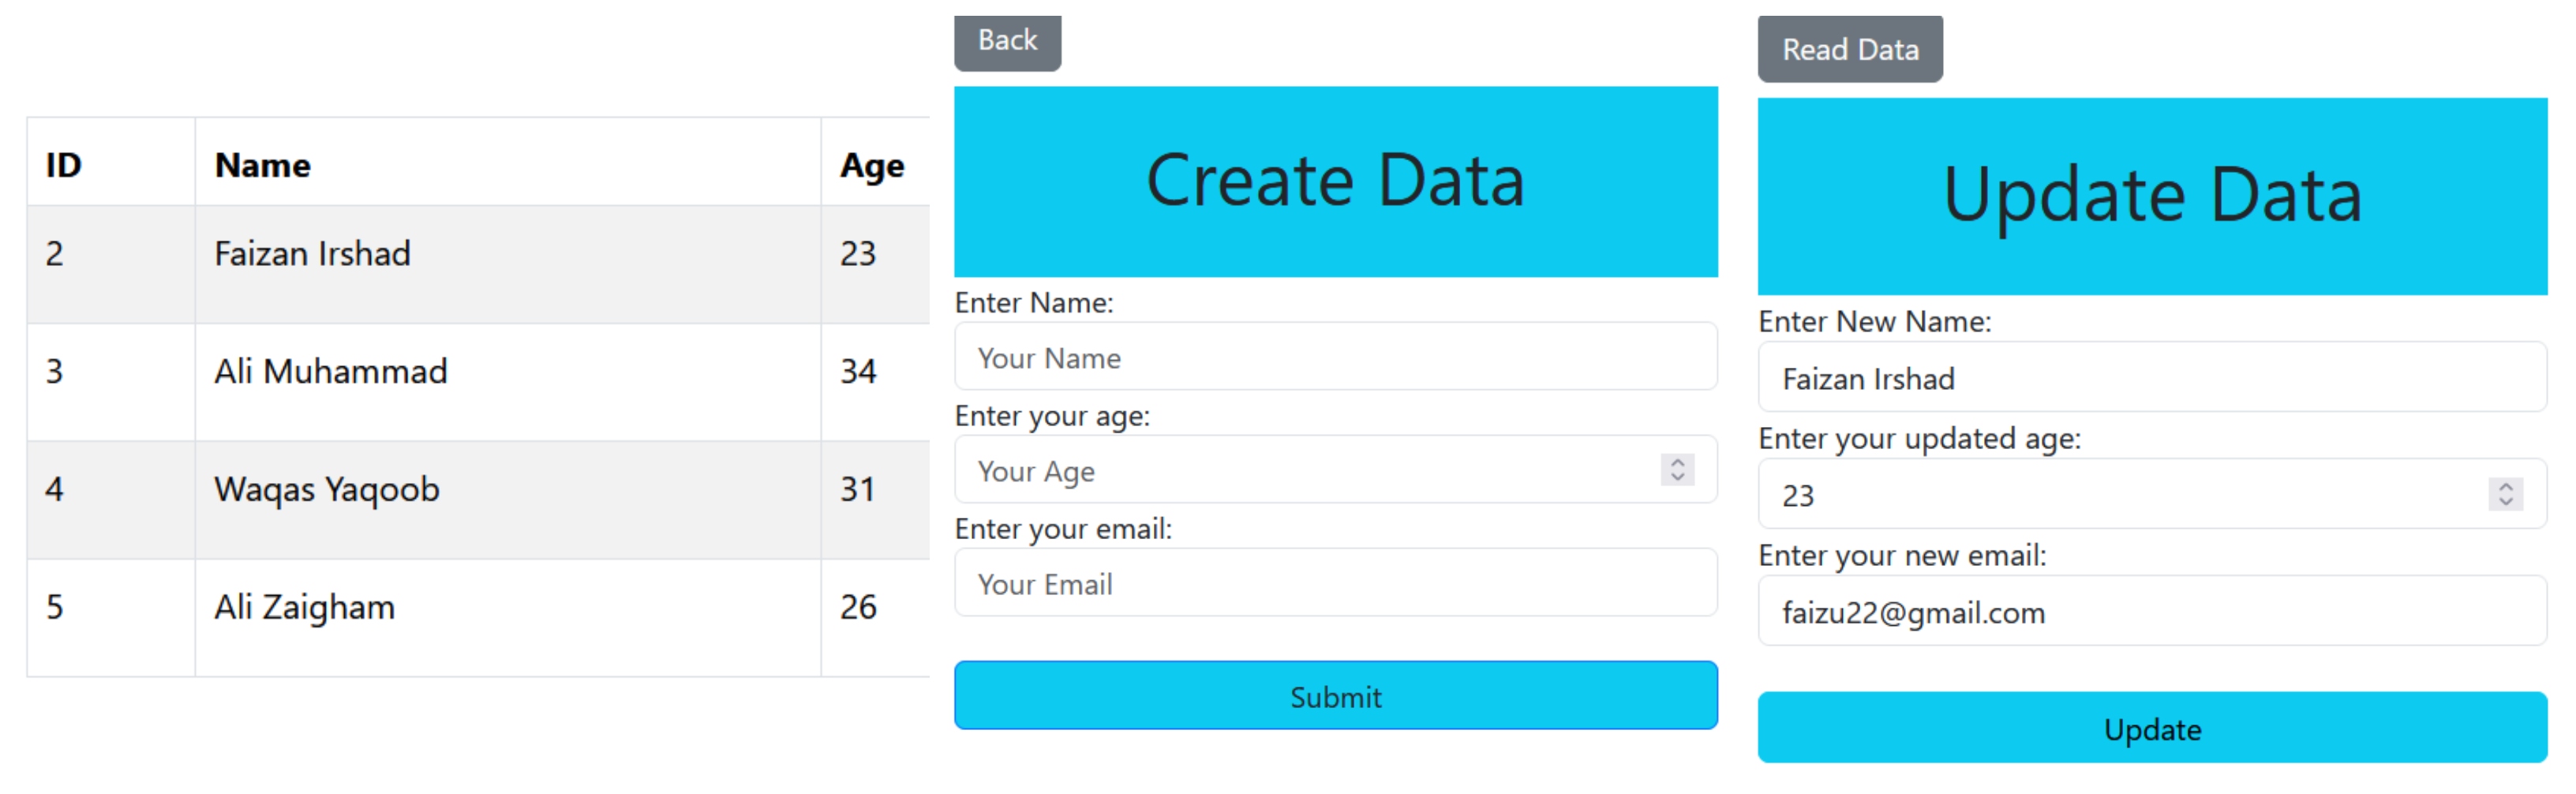 ID Name Age
2 Faizan Irshad 23
3 Ali Muhammad 34
4 Waqas Yaqoob 31
5 Ali Zaigham 26
Back
Create Data
Enter Name:
Your Name
Enter your age:
Your Age
Enter your email:
Your Email
Submit
Read Data
Update Data
Enter New Name:
Faizan Irshad
Enter your updated age:
23
Enter your new email:
faizu22@gmail.com
Update